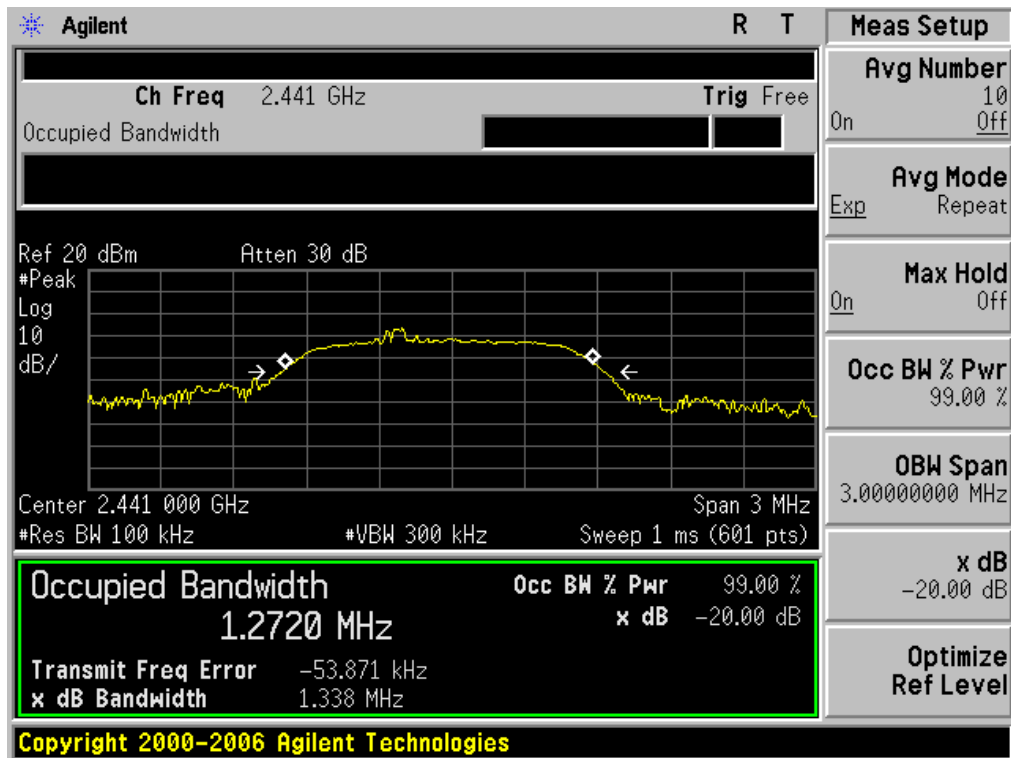 Agilent R T
Ch Freq 2.441 GHz Trig Free
Occupied Bandwidth
Ref 20 dBm Atten 30 dB
#Peak
Log
10
dB/
Center 2.441 000 GHz Span 3 MHz
#Res BW 100 kHz #VBW 300 kHz Sweep 1 ms (601 pts)
Occupied Bandwidth Occ BW % Pwr 99.00 %
1.2720 MHz x dB -20.00 dB
Transmit Freq Error -53.871 kHz
x dB Bandwidth 1.338 MHz
Copyright 2000-2006 Agilent Technologies
Meas Setup
Avg Number
10
On Off
Avg Mode
Exp Repeat
Max Hold
On Off
Occ BW % Pwr
99.00 %
OBW Span
3.00000000 MHz
x dB
-20.00 dB
Optimize
Ref Level